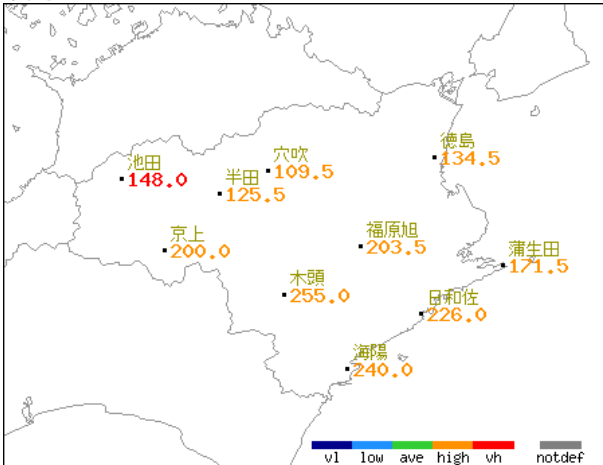 徳島
134.5
穴吹
109.5
池田
148.0
半田
125.5
京上
200.0
福原旭
203.5
蒲生田
171.5
木頭
255.0
日和佐
226.0
海陽
240.0
vl low ave high vh notdef